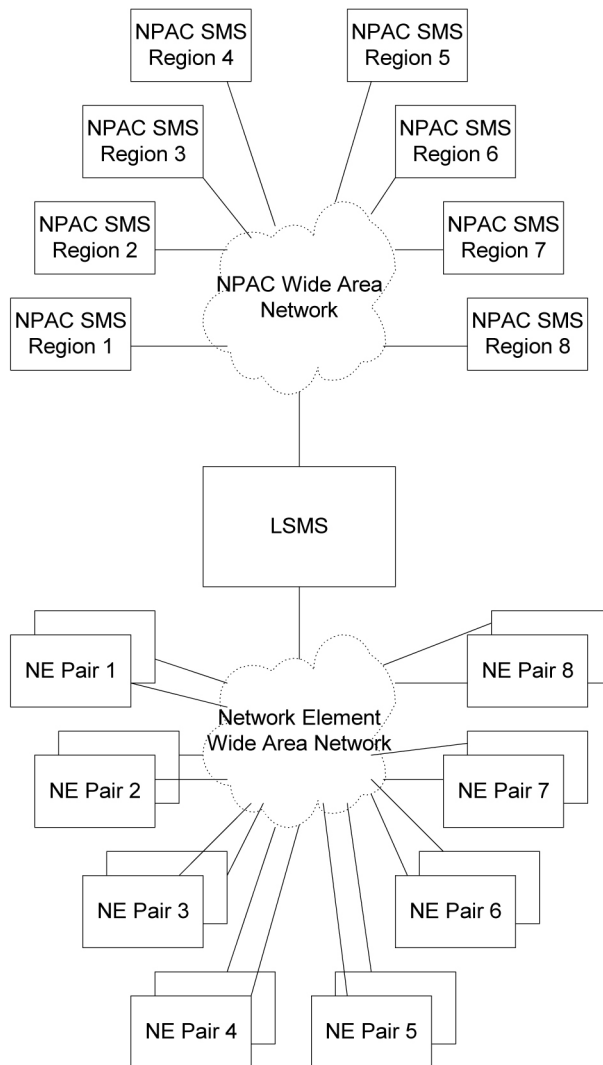 NPAC SMS
Region 4
NPAC SMS
Region 5
NPAC SMS
Region 3
NPAC SMS
Region 6
NPAC SMS
Region 2
NPAC SMS
Region 7
NPAC Wide Area
Network
NPAC SMS
Region 1
NPAC SMS
Region 8
LSMS
NE Pair 1
NE Pair 8
Network Element
Wide Area Network
NE Pair 2
NE Pair 7
NE Pair 3
NE Pair 6
NE Pair 4
NE Pair 5